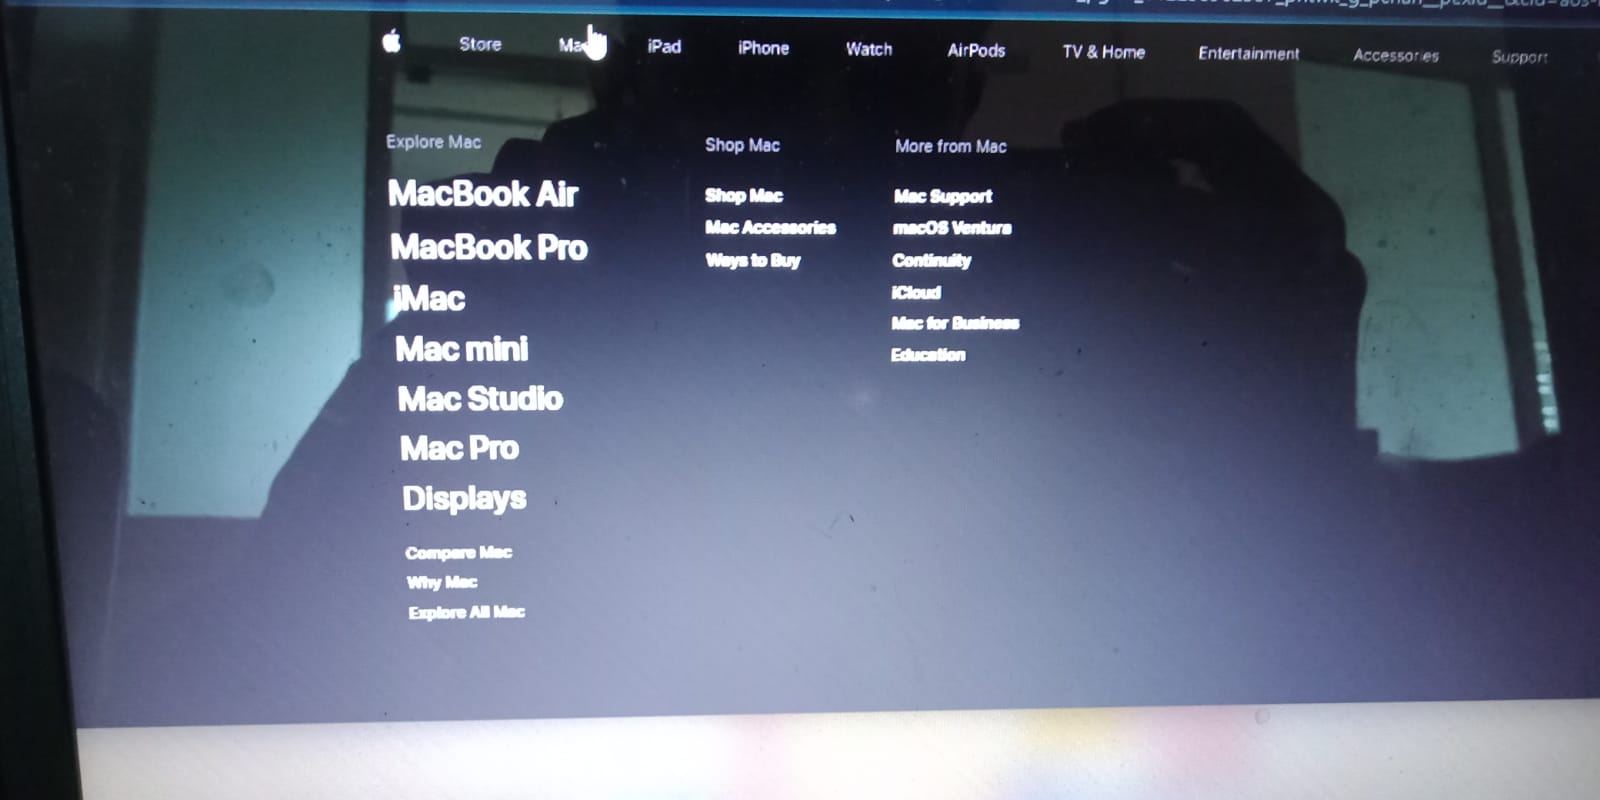 Store Mac iPad iPhone Watch AirPods TV & Home Entertainment Accessories Support
Explore Mac
MacBook Air
MacBook Pro
iMac
Mac mini
Mac Studio
Mac Pro
Displays
Compare Mac
Why Mac
Explore All Mac
Shop Mac
Shop Mac
Mac Accessories
Ways to Buy
More from Mac
Mac Support
macOS Ventura
Continuity
iCloud
Mac for Business
Education